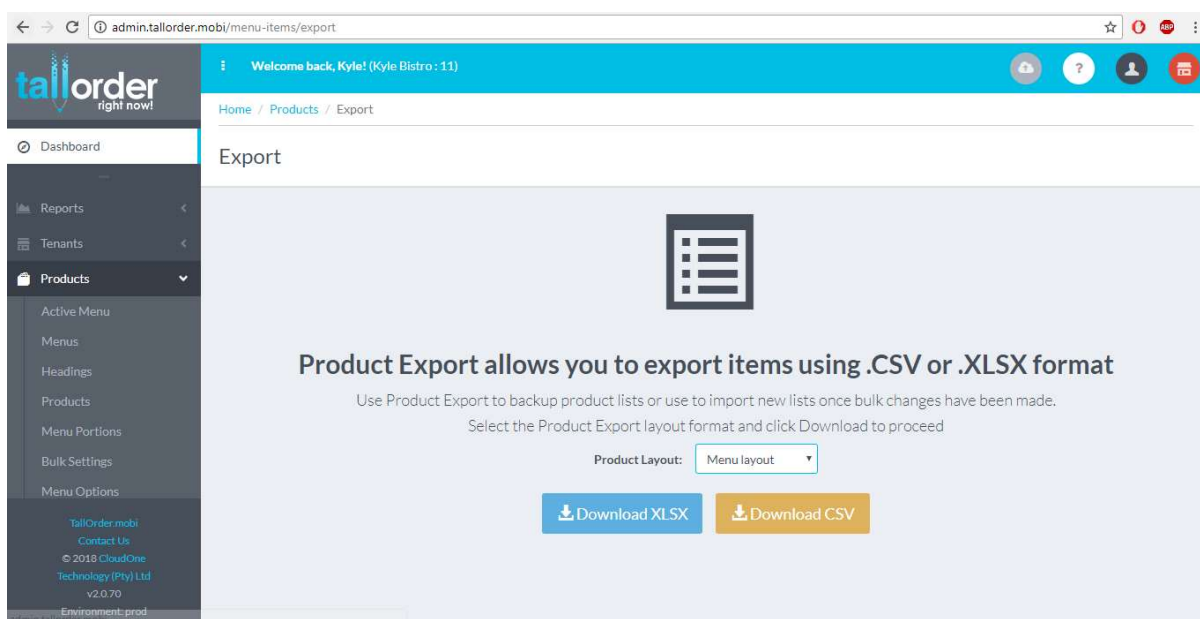 admin.tallorder.mobi/menu-items/export
ABP
tallorder
right now!
Welcome back, Kyle! (Kyle Bistro : 11)
?
Home / Products / Export
Dashboard
Export
Reports
Tenants
Products
Active Menu
Menus
Headings
Products
Menu Portions
Bulk Settings
Menu Options
Product Export allows you to export items using .CSV or .XLSX format
Use Product Export to backup product lists or use to import new lists once bulk changes have been made.
Select the Product Export layout format and click Download to proceed
Product Layout: Menu layout
Download XLSX Download CSV
TallOrder.mobi
Contact Us
© 2018 CloudOne
Technology (Pty) Ltd
v2.0.70
Environment: prod